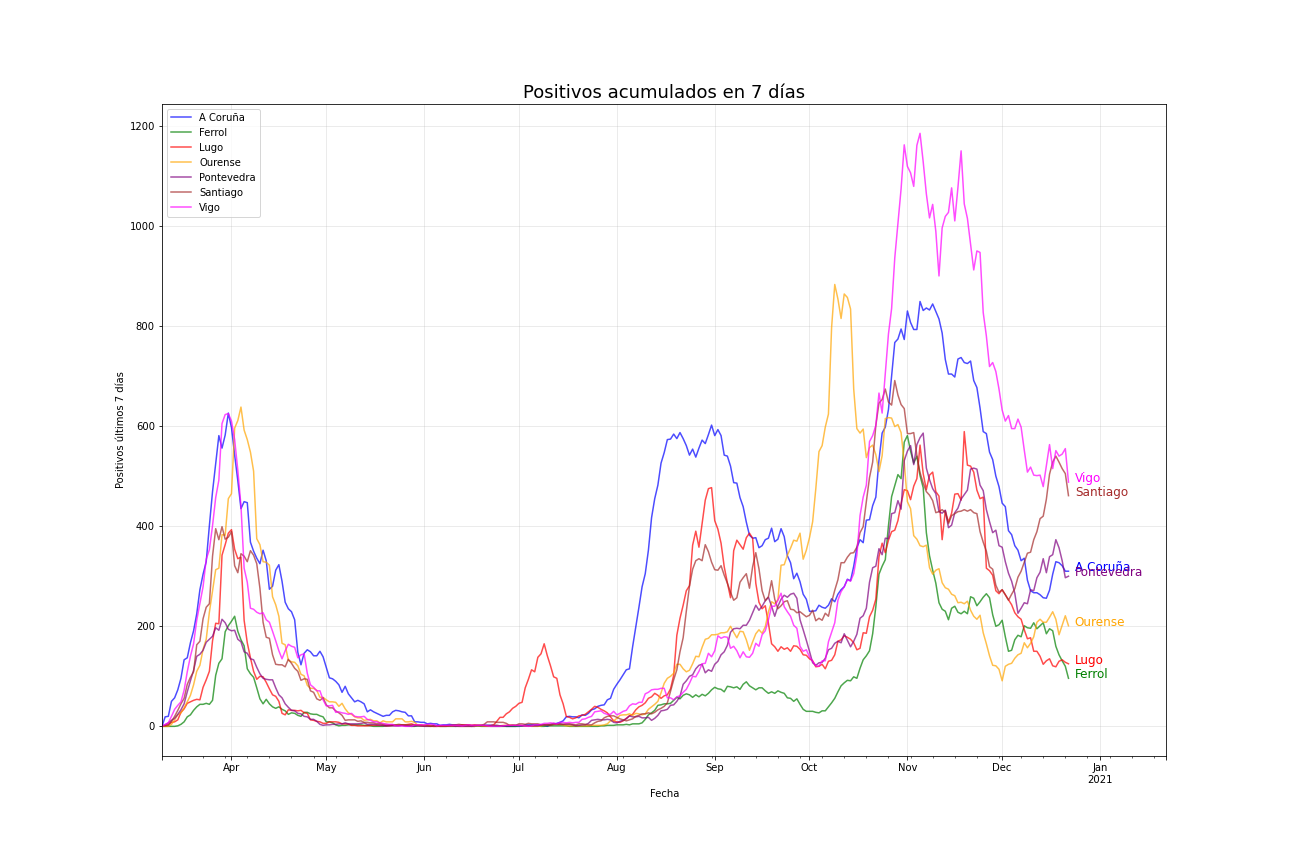 Positivos acumulados en 7 días
A Coruña
Ferrol
Lugo
Ourense
Pontevedra
Santiago
Vigo
1200
1000
800
600
400
200
0
Positivos últimos 7 días
Vigo
Santiago
A Coruña
Pontevedra
Ourense
Lugo
Ferrol
Apr
May
Jun
Jul
Aug
Sep
Oct
Nov
Dec
Jan
2021
Fecha